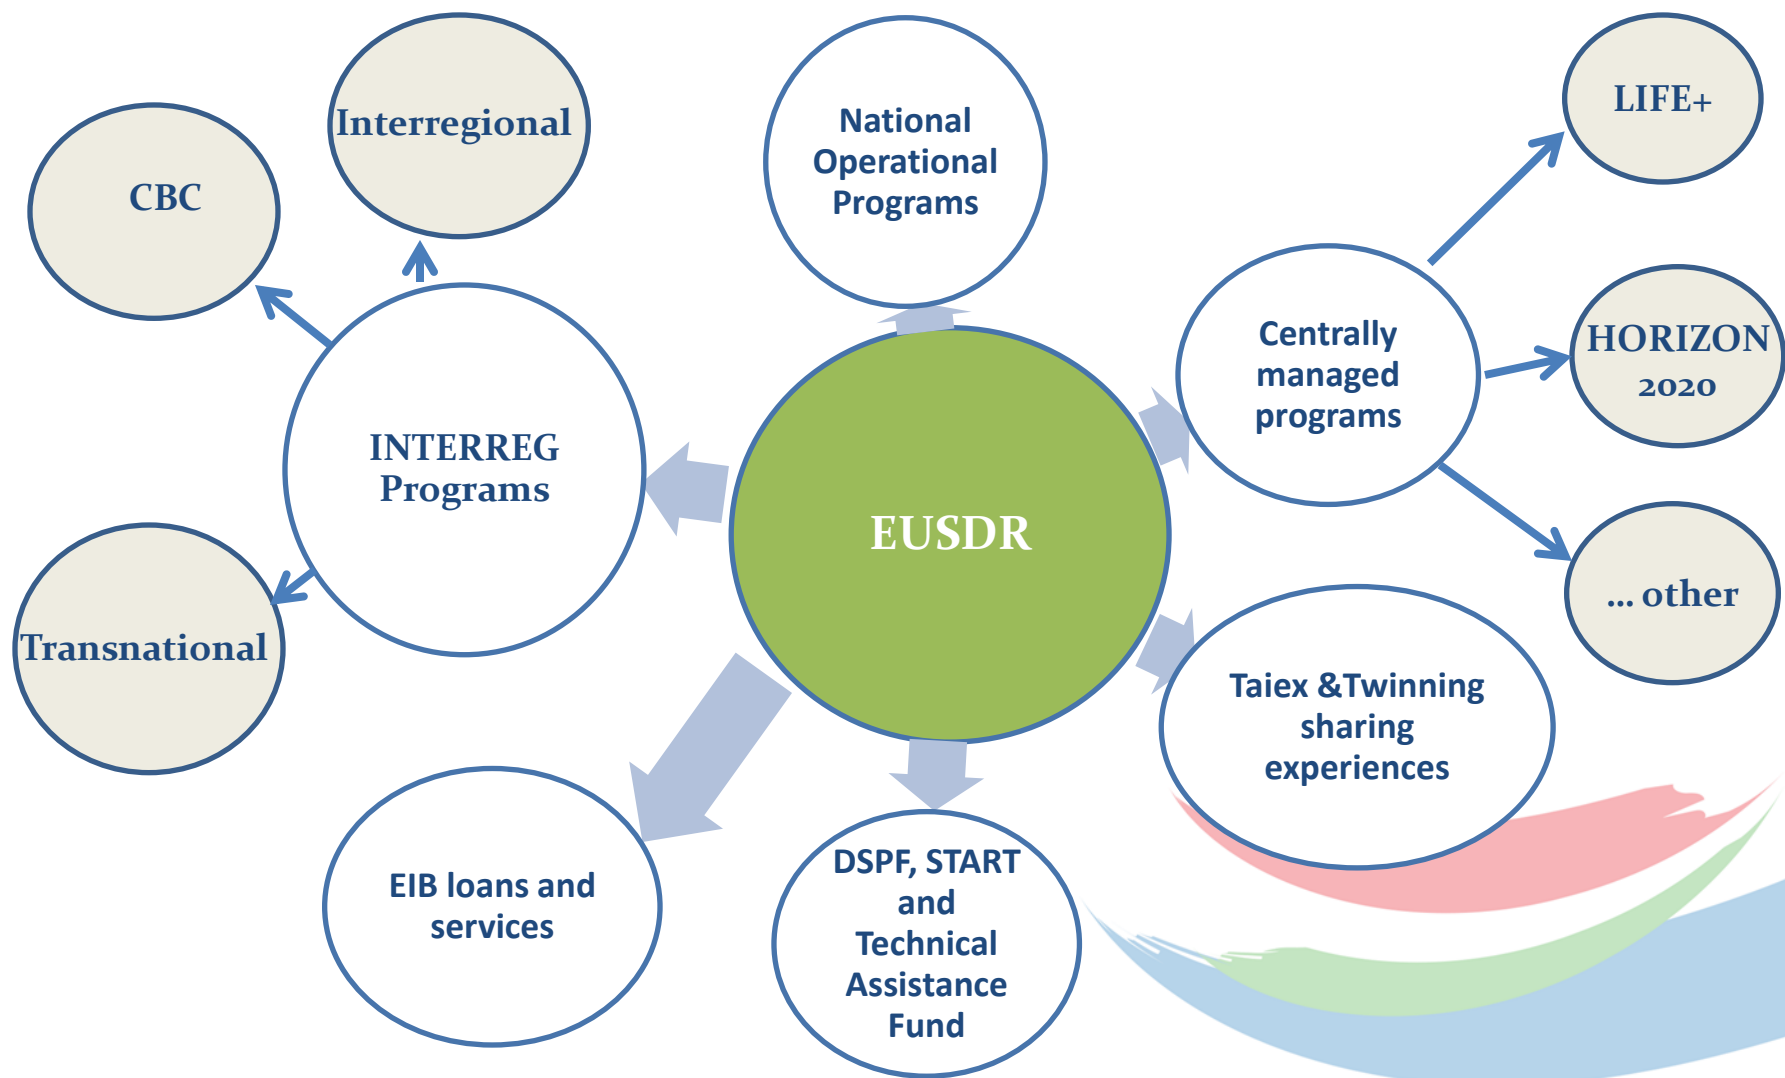 Interregional
CBC
National
Operational
Programs
LIFE+
HORIZON
2020
Centrally
managed
programs
INTERREG
Programs
EUSDR
... other
Transnational
Taiex &Twinning
sharing
experiences
EIB loans and
services
DSPF, START
and
Technical
Assistance
Fund